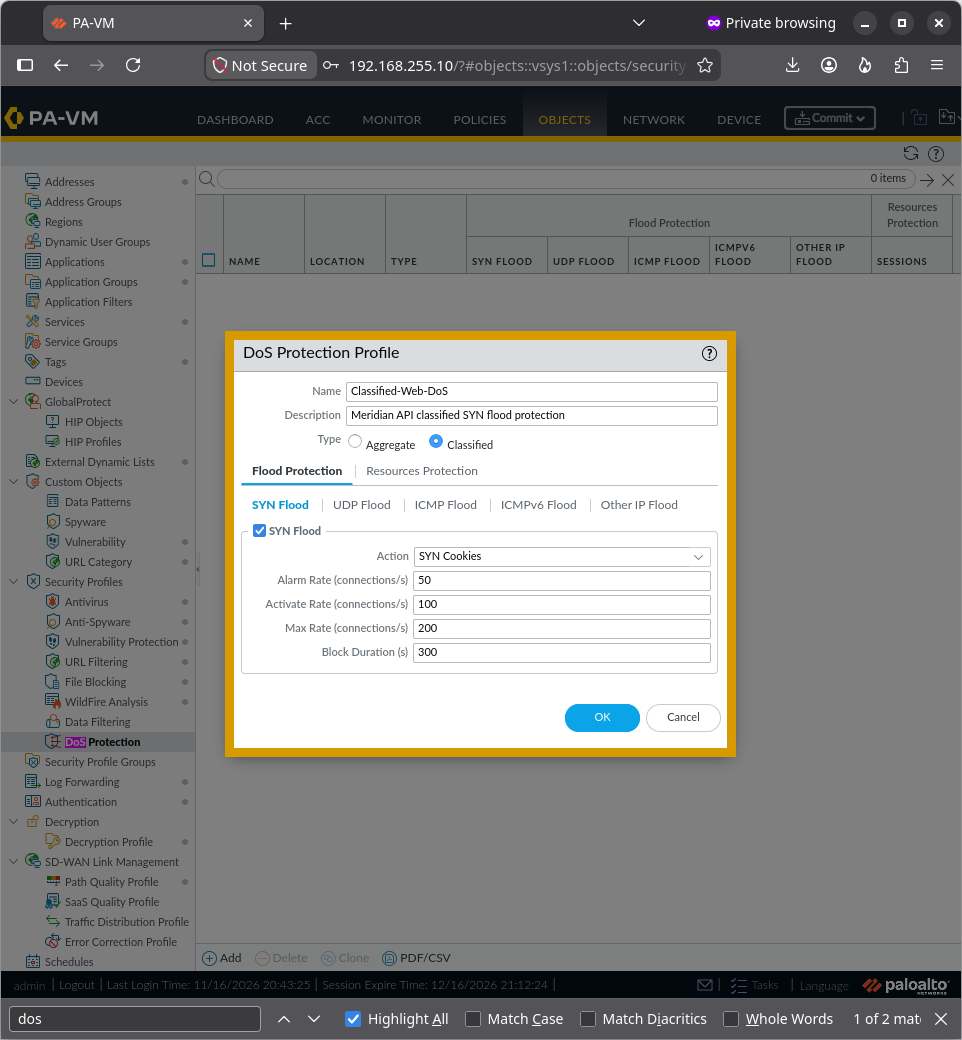 PA-VM
Private browsing
Not Secure
192.168.255.10/?#objects::vsys1::objects/security
PA-VM
DASHBOARD
ACC
MONITOR
POLICIES
OBJECTS
NETWORK
DEVICE
Commit
Addresses
Address Groups
Regions
Dynamic User Groups
Applications
Application Groups
Application Filters
Services
Service Groups
Tags
Devices
GlobalProtect
HIP Objects
HIP Profiles
External Dynamic Lists
Custom Objects
Data Patterns
Spyware
Vulnerability
URL Category
Security Profiles
Antivirus
Anti-Spyware
Vulnerability Protection
URL Filtering
File Blocking
WildFire Analysis
Data Filtering
DoS Protection
Security Profile Groups
Log Forwarding
Authentication
Decryption
Decryption Profile
SD-WAN Link Management
Path Quality Profile
SaaS Quality Profile
Traffic Distribution Profile
Error Correction Profile
Schedules
0 items
Flood Protection
Resources Protection
NAME
LOCATION
TYPE
SYN FLOOD
UDP FLOOD
ICMP FLOOD
ICMPV6 FLOOD
OTHER IP FLOOD
SESSIONS
DoS Protection Profile
Name Classified-Web-DoS
Description Meridian API classified SYN flood protection
Type Aggregate Classified
Flood Protection Resources Protection
SYN Flood UDP Flood ICMP Flood ICMPv6 Flood Other IP Flood
SYN Flood
Action SYN Cookies
Alarm Rate (connections/s) 50
Activate Rate (connections/s) 100
Max Rate (connections/s) 200
Block Duration (s) 300
OK Cancel
Add Delete Clone PDF/CSV
admin | Logout | Last Login Time: 11/16/2026 20:43:25 | Session Expire Time: 12/16/2026 21:12:24 |
Tasks | Language
paloalto NETWORKS
dos
Highlight All
Match Case
Match Diacritics
Whole Words
1 of 2 mat